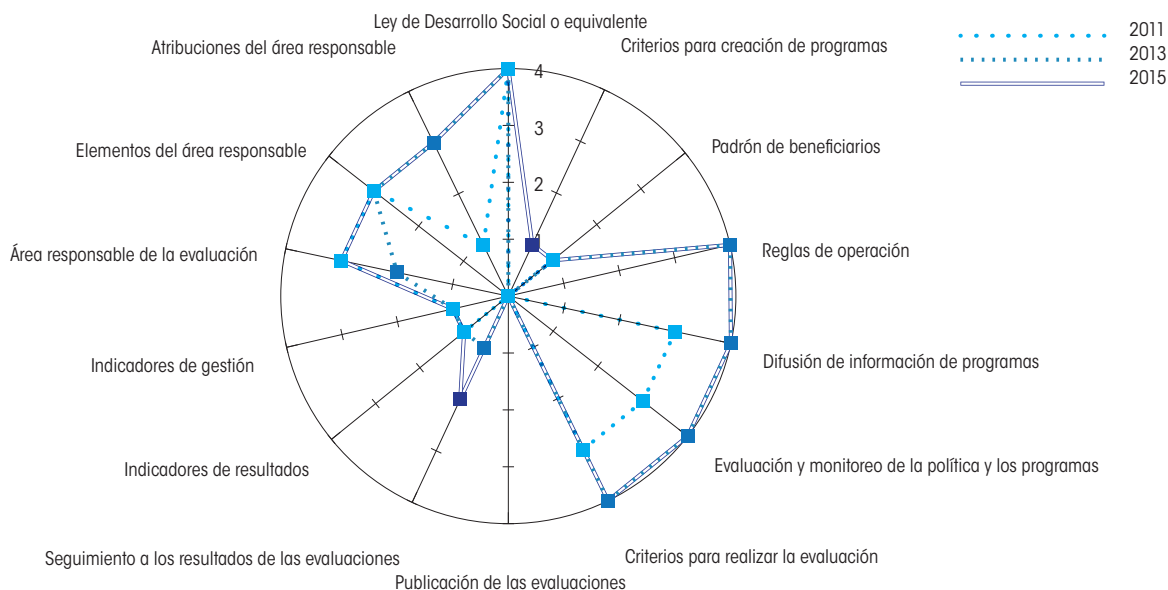 Ley de Desarrollo Social o equivalente
Atribuciones del área responsable
Criterios para creación de programas
2011
2013
2015
4
3
2
1
Elementos del área responsable
Padrón de beneficiarios
Área responsable de la evaluación
Reglas de operación
Indicadores de gestión
Difusión de información de programas
Indicadores de resultados
Evaluación y monitoreo de la política y los programas
Seguimiento a los resultados de las evaluaciones
Criterios para realizar la evaluación
Publicación de las evaluaciones